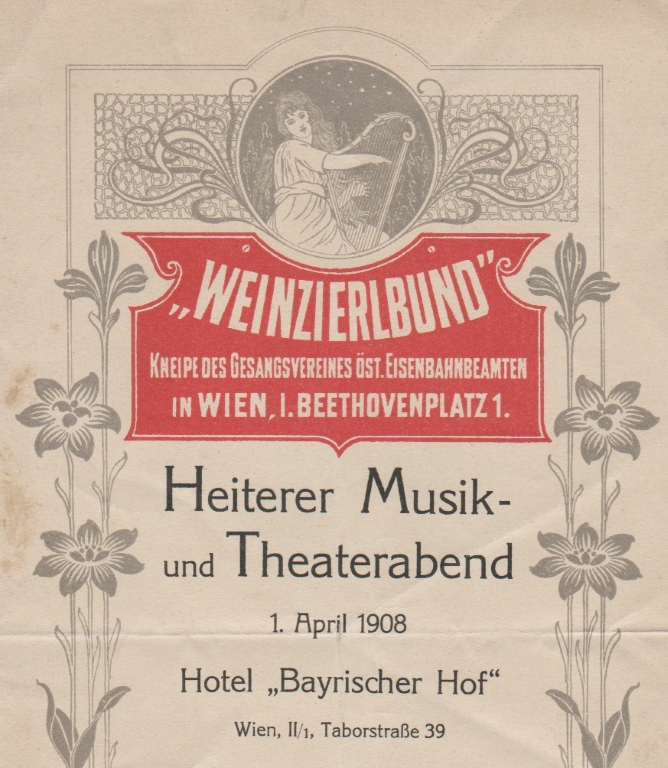 „WEINZIERLBUND"
KNEIPE DES GESANGSVEREINES ÖST. EISENBAHNBEAMTEN
IN WIEN, I. BEETHOVENPLATZ 1.
Heiterer Musik-
und Theaterabend
1. April 1908
Hotel „Bayrischer Hof“
Wien, II/1, Taborstraße 39